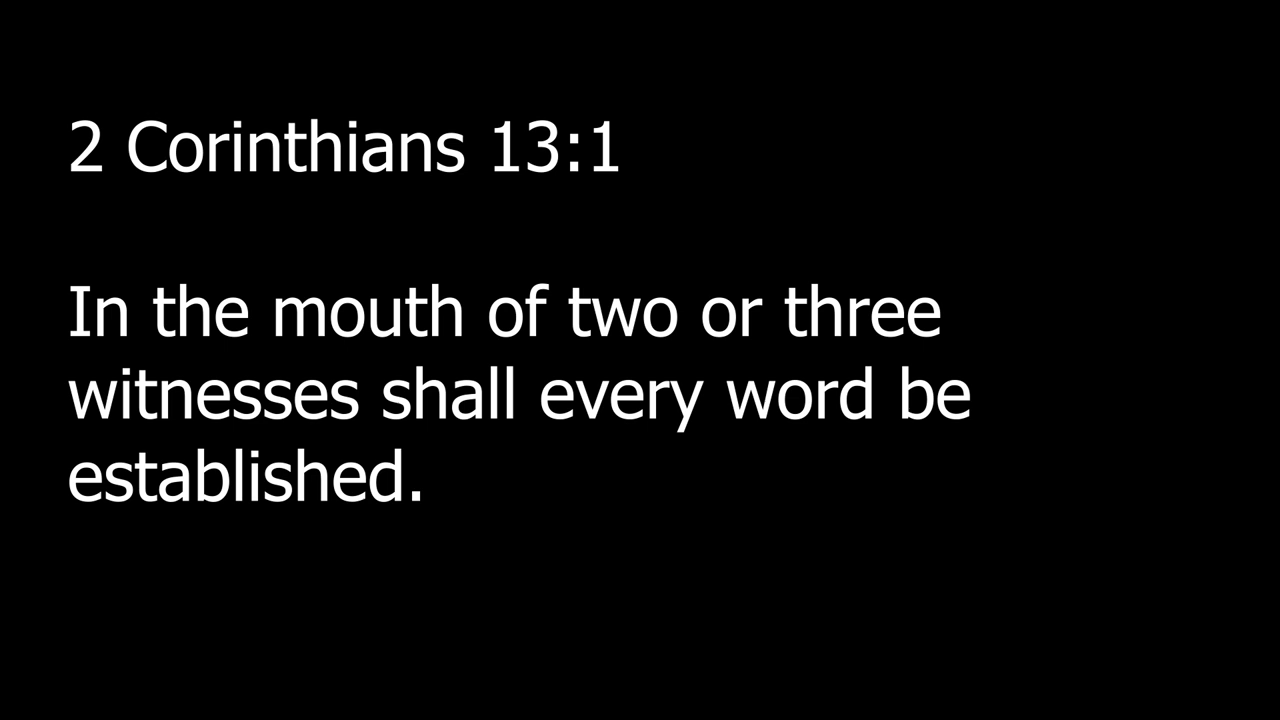 2 Corinthians 13:1
In the mouth of two or three
witnesses shall every word be
established.